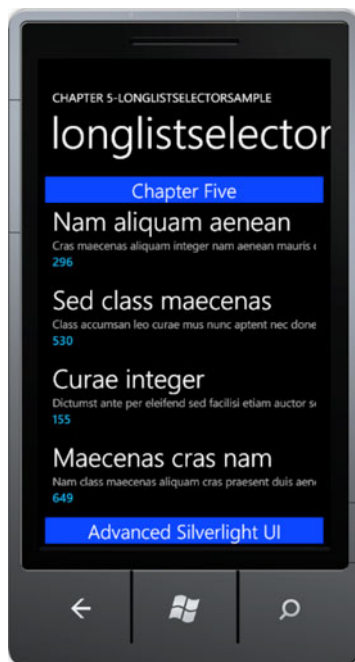 CHAPTER 5-LONGLISTSELECTORSAMPLE
longlistselector
Chapter Five
Nam aliquam aenean
Cras maecenas aliquam integer nam aenean mauris
296
Sed class maecenas
Class accumsan leo curae mus nunc aptent nec done
530
Curae integer
Dictumst ante per eleifend sed facilisi etiam auctor
155
Maecenas cras nam
Nam class maecenas aliquam cras praesent duis aen
649
Advanced Silverlight UI